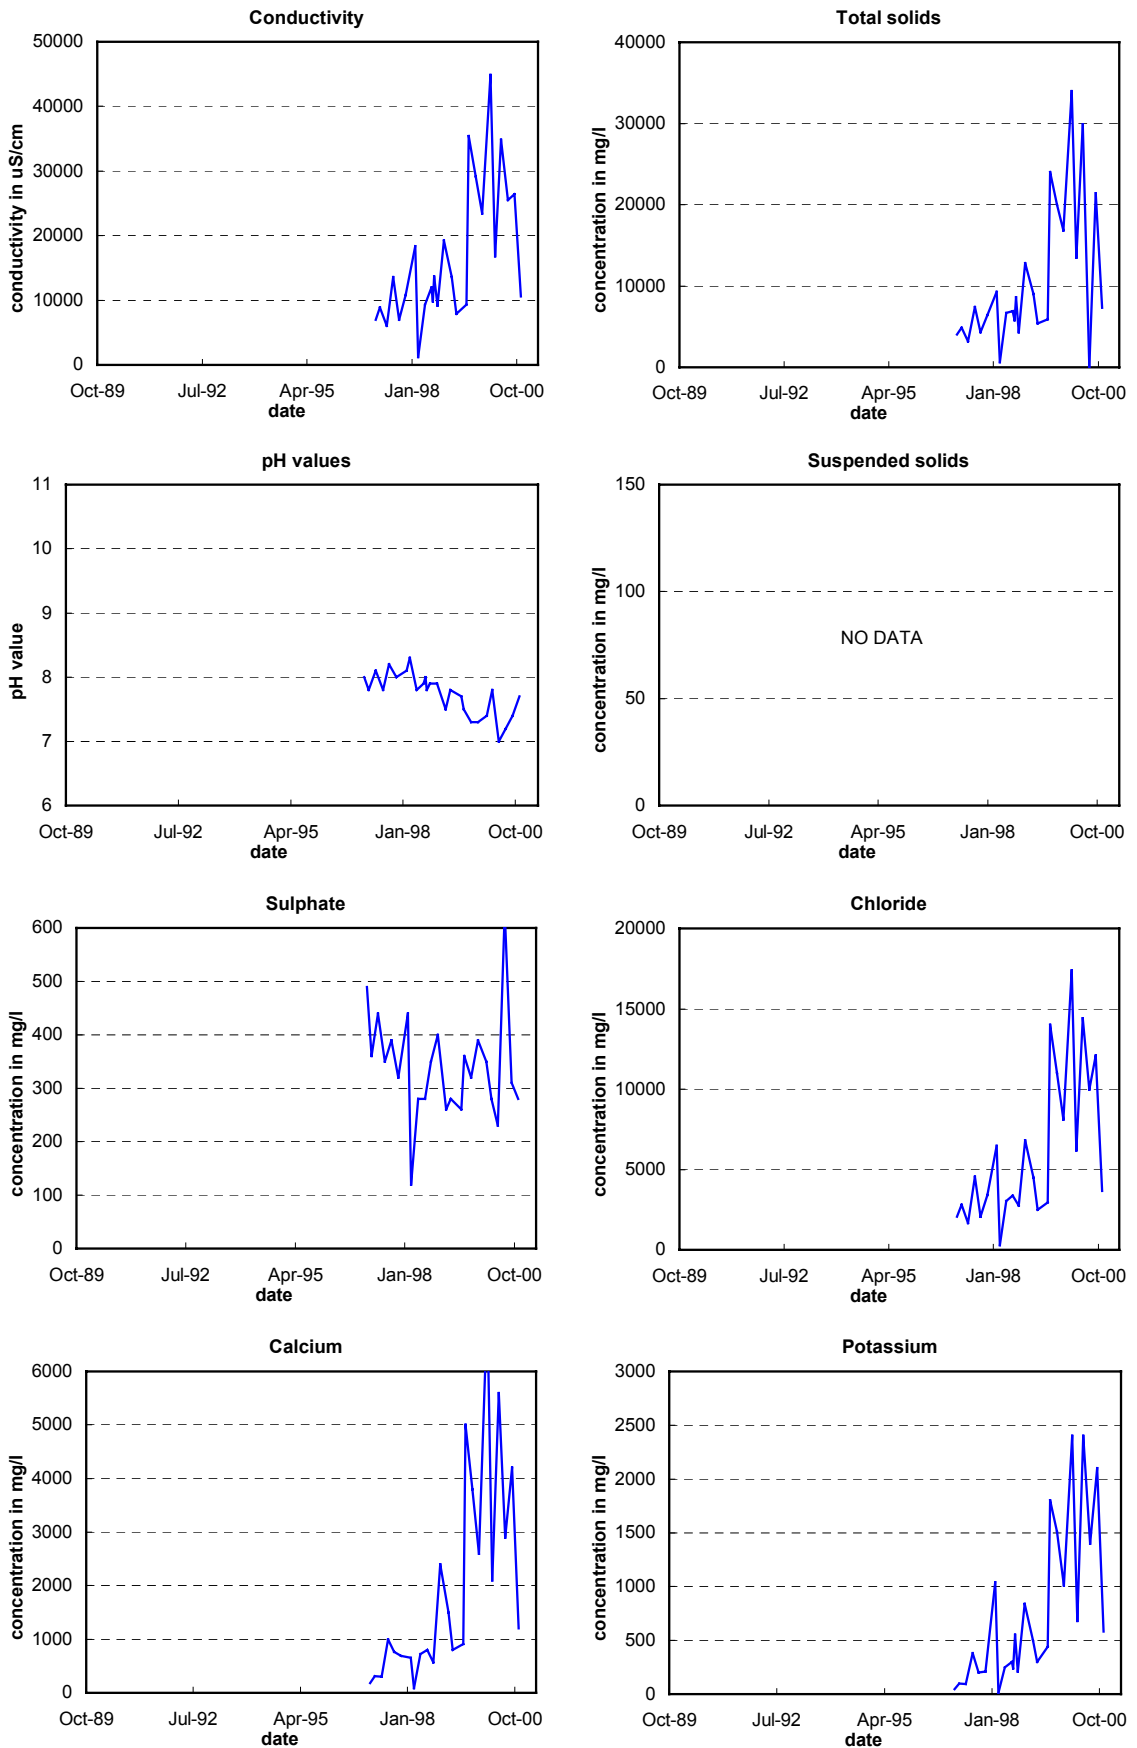 Conductivity
50000
40000
30000
20000
10000
0
conductivity in uS/cm
Oct-89 Jul-92 Apr-95 Jan-98 Oct-00
date
Total solids
40000
30000
20000
10000
0
concentration in mg/l
Oct-89 Jul-92 Apr-95 Jan-98 Oct-00
date
pH values
11
10
9
8
7
6
pH value
Oct-89 Jul-92 Apr-95 Jan-98 Oct-00
date
Suspended solids
150
100
50
0
concentration in mg/l
NO DATA
Oct-89 Jul-92 Apr-95 Jan-98 Oct-00
date
Sulphate
600
500
400
300
200
100
0
concentration in mg/l
Oct-89 Jul-92 Apr-95 Jan-98 Oct-00
date
Chloride
20000
15000
10000
5000
0
concentration in mg/l
Oct-89 Jul-92 Apr-95 Jan-98 Oct-00
date
Calcium
6000
5000
4000
3000
2000
1000
0
concentration in mg/l
Oct-89 Jul-92 Apr-95 Jan-98 Oct-00
date
Potassium
3000
2500
2000
1500
1000
500
0
concentration in mg/l
Oct-89 Jul-92 Apr-95 Jan-98 Oct-00
date